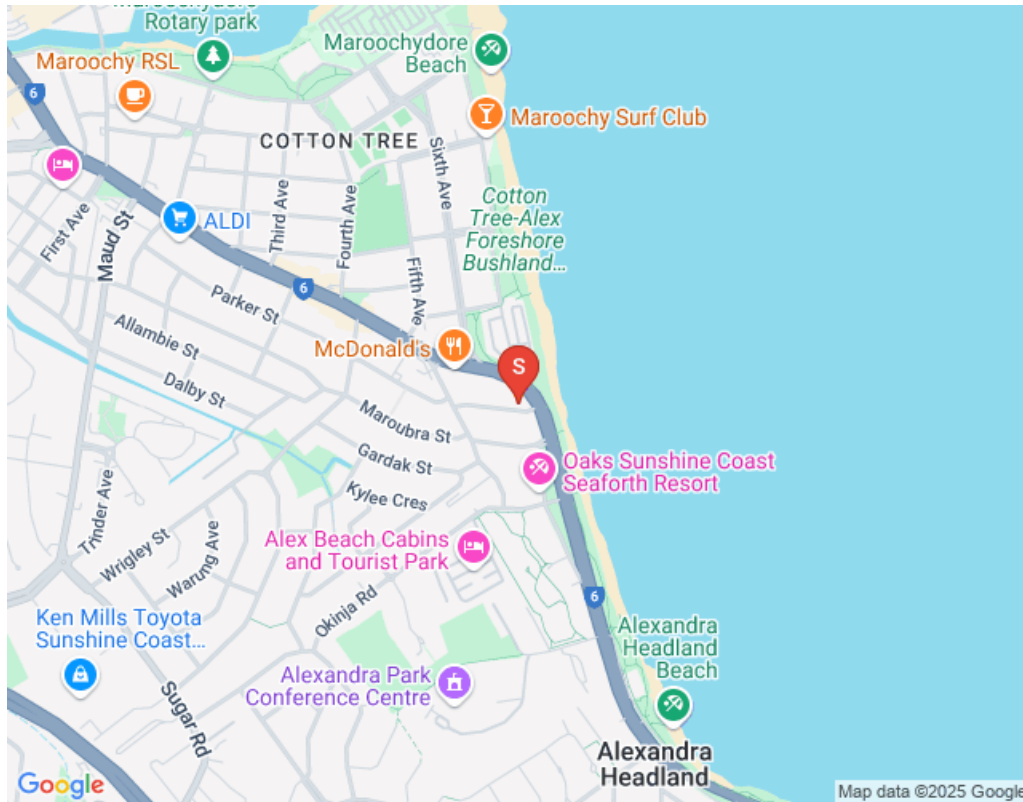 Maroochydore
Rotary park
Maroochy RSL
6
Maroochydore
Beach
Maroochy Surf Club
COTTON TREE
Sixth Ave
Third Ave
Fourth Ave
First Ave
Maud St
ALDI
Cotton
Tree-Alex
Foreshore
Bushland...
Fifth Ave
6
Parker St
Allambie St
McDonald's
S
Dalby St
Maroubra St
Gardak St
Kylee Cres
Oaks Sunshine Coast
Seaforth Resort
Trinder Ave
Wrigley St
Warung Ave
Alex Beach Cabins
and Tourist Park
Okinja Rd
6
Ken Mills Toyota
Sunshine Coast...
Alexandra
Headland
Beach
Alexandra Park
Conference Centre
Sugar Rd
Alexandra
Headland
Google
Map data ©2025 Google